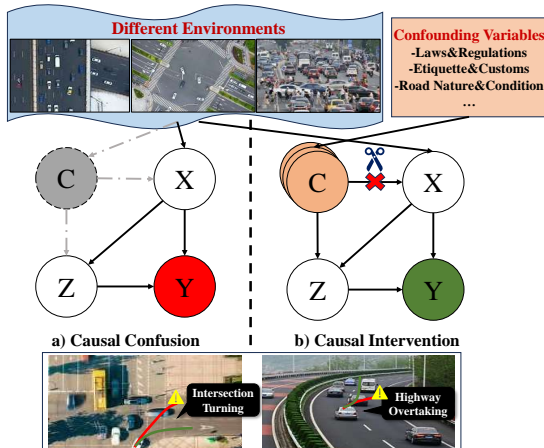 Different Environments
Confounding Variables
-Laws&Regulations
-Etiquette&Customs
-Road Nature&Condition
...
C
X
Z
Y
C
X
Z
Y
a) Causal Confusion
b) Causal Intervention
Intersection
Turning
Highway
Overtaking